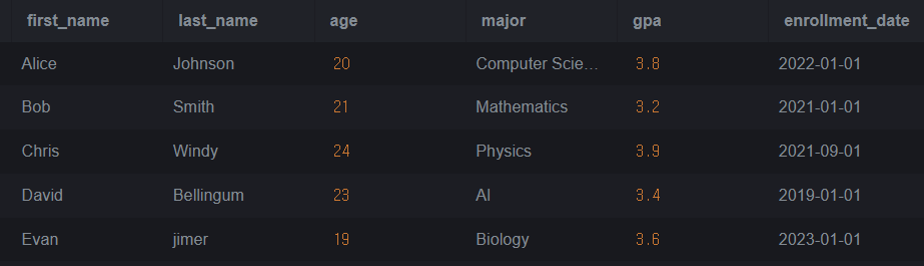 first_name last_name age major gpa enrollment_date
Alice Johnson 20 Computer Scie… 3.8 2022-01-01
Bob Smith 21 Mathematics 3.2 2021-01-01
Chris Windy 24 Physics 3.9 2021-09-01
David Bellingum 23 AI 3.4 2019-01-01
Evan jimer 19 Biology 3.6 2023-01-01